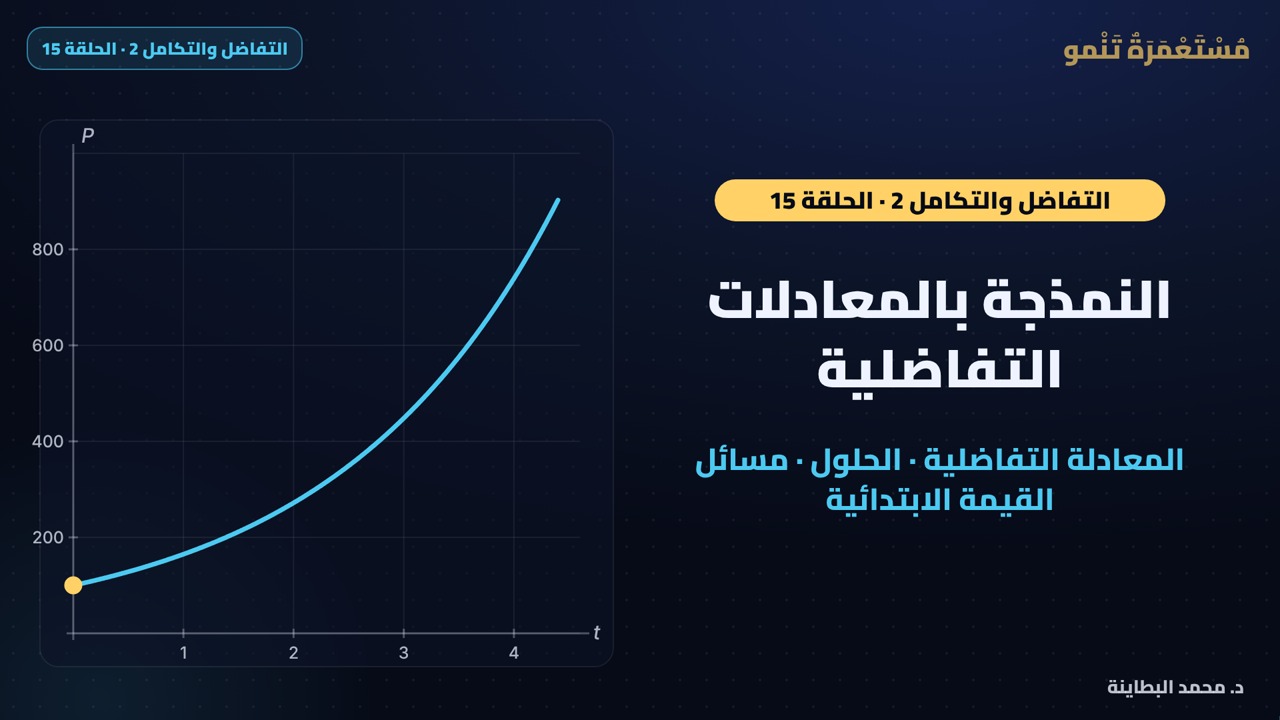 مُسْتَعْمَرَةٌ تَنْمو
التفاضل والتكامل 2 · الحلقة 15
التفاضل والتكامل 2 · الحلقة 15
النمذجة بالمعادلات
التفاضلية
المعادلة التفاضلية · الحلول · مسائل
القيمة الابتدائية
P
800
600
400
200
1 2 3 4
t
د. محمد البطاينة